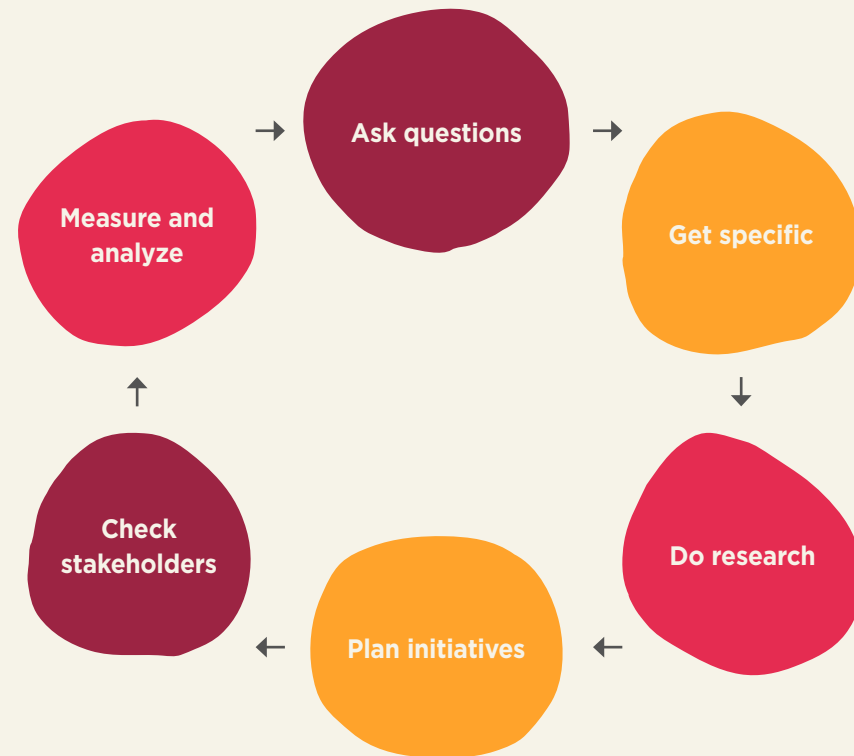 Ask questions
Get specific
Do research
Plan initiatives
Check
stakeholders
Measure and
analyze